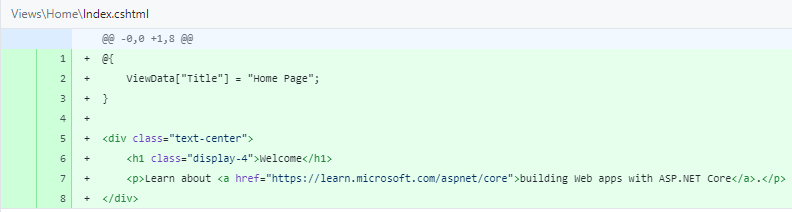 Views\Home\Index.cshtml
@@ -0,0 +1,8 @@
1 + @{
2 +     ViewData["Title"] = "Home Page";
3 + }
4 +
5 + <div class="text-center">
6 +     <h1 class="display-4">Welcome</h1>
7 +     <p>Learn about <a href="https://learn.microsoft.com/aspnet/core">building Web apps with ASP.NET Core</a>.</p>
8 + </div>